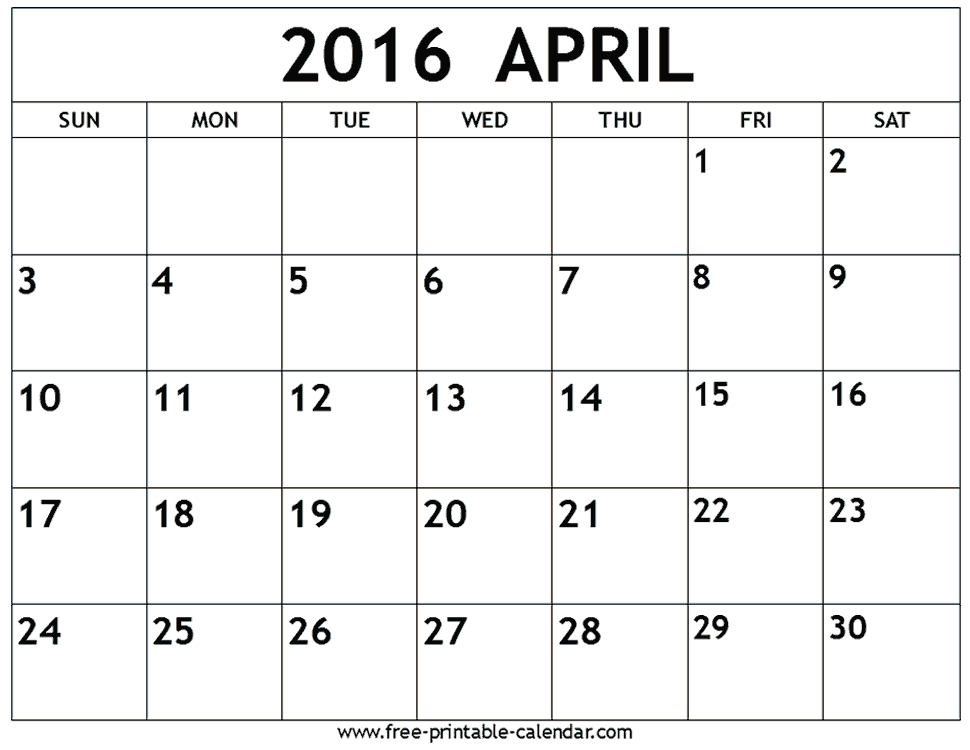 2016 APRIL
SUN MON TUE WED THU FRI SAT
1 2
3 4 5 6 7 8 9
10 11 12 13 14 15 16
17 18 19 20 21 22 23
24 25 26 27 28 29 30
www.free-printable-calendar.com